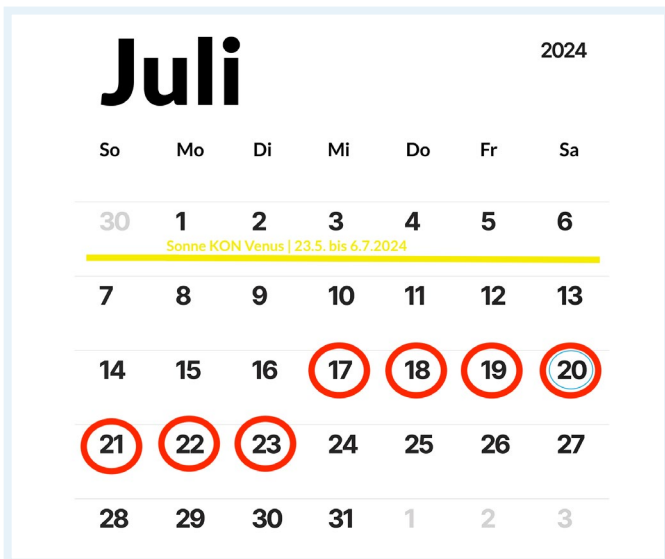 Juli
2024
So Mo Di Mi Do Fr Sa
30 1 2 3 4 5 6
Sonne KON Venus | 23.5. bis 6.7.2024
7 8 9 10 11 12 13
14 15 16 17 18 19 20
21 22 23 24 25 26 27
28 29 30 31 1 2 3